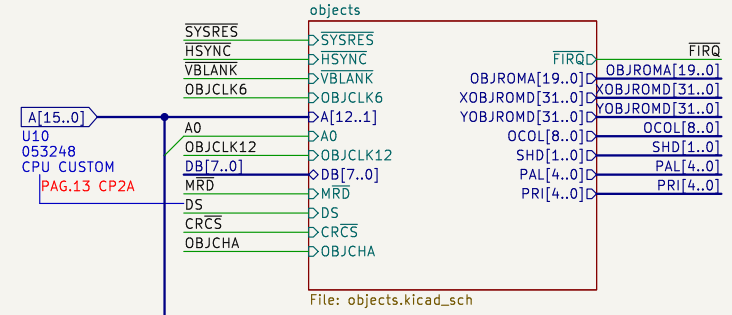 objects
SYSRES
HSYNC
VBLANK
OBJCLK6
A[15..0]
U10
053248
CPU CUSTOM
PAG.13 CP2A
A0
OBJCLK12
DB[7..0]
MRD
DS
CRCS
OBJCHA
SYSRES
HSYNC
VBLANK
OBJCLK6
A[12..1]
A0
OBJCLK12
DB[7..0]
MRD
DS
CRCS
OBJCHA
FIRQ
OBJROMA[19..0]
XOBJROMD[31..0]
YOBJROMD[31..0]
OCOL[8..0]
SHD[1..0]
PAL[4..0]
PRI[4..0]
FIRQ
OBJROMA[19..0]
XOBJROMD[31..0]
YOBJROMD[31..0]
OCOL[8..0]
SHD[1..0]
PAL[4..0]
PRI[4..0]
File: objects.kicad_sch